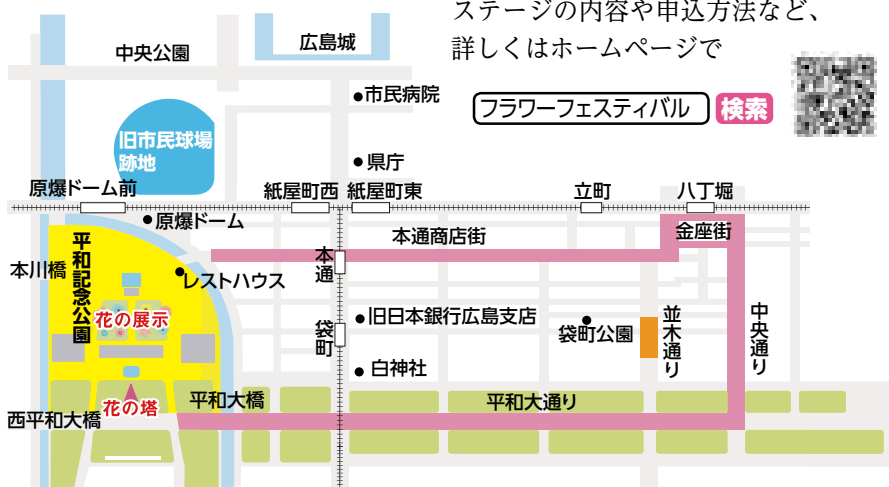 ステージの内容や申込方法など、
詳しくはホームページで
フラワーフェスティバル 検索
中央公園
広島城
市民病院
旧市民球場
跡地
県庁
原爆ドーム前
紙屋町西
紙屋町東
立町
八丁堀
原爆ドーム
本通商店街
金座街
平和記念公園
本川橋
レストハウス
本通
花の展示
袋町
旧日本銀行広島支店
袋町公園
並木通り
中央通り
白神社
花の塔
平和大橋
平和大通り
西平和大橋